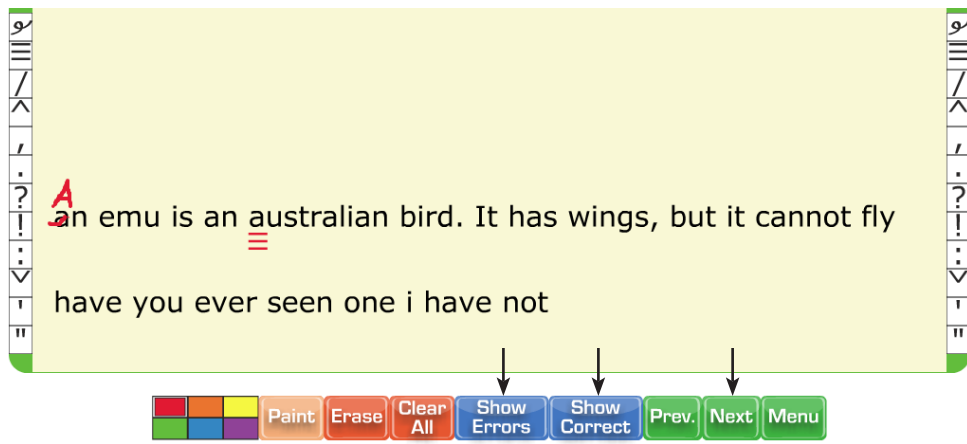 A
an emu is an australian bird. It has wings, but it cannot fly
have you ever seen one i have not
Paint Erase Clear All Show Errors Show Correct Prev. Next Menu